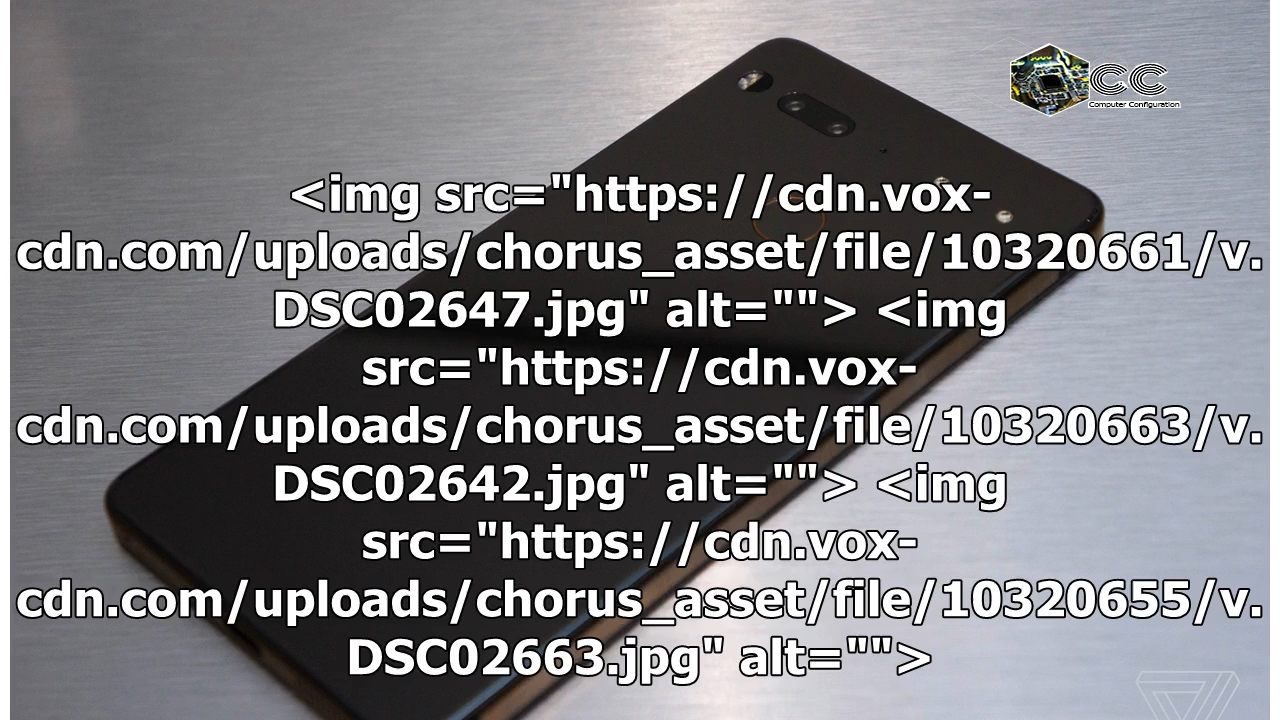 CC
Computer Configuration
<img src="https://cdn.vox-
cdn.com/uploads/chorus_asset/file/10320661/v.
DSC02647.jpg" alt=""> <img
src="https://cdn.vox-
cdn.com/uploads/chorus_asset/file/10320663/v.
DSC02642.jpg" alt=""> <img
src="https://cdn.vox-
cdn.com/uploads/chorus_asset/file/10320655/v.
DSC02663.jpg" alt="">